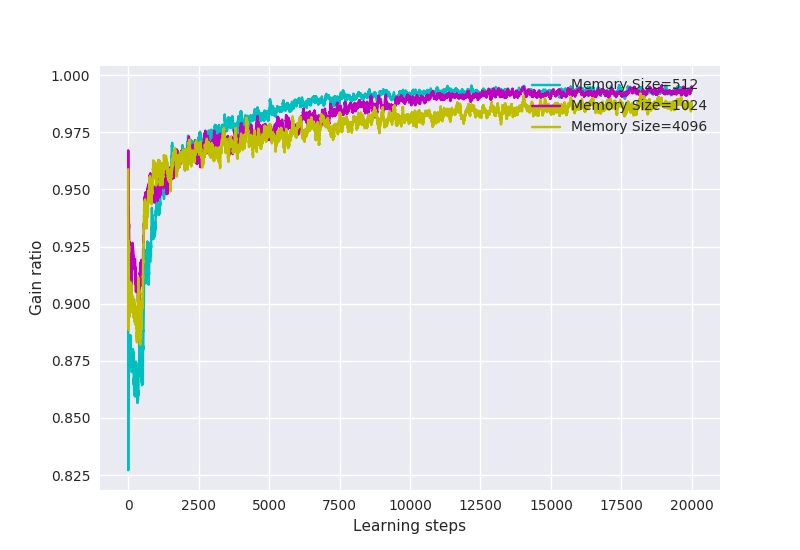 1.000
0.975
0.950
0.925
0.900
0.875
0.850
0.825
Gain ratio
Memory Size=512
Memory Size=1024
Memory Size=4096
0 2500 5000 7500 10000 12500 15000 17500 20000
Learning steps